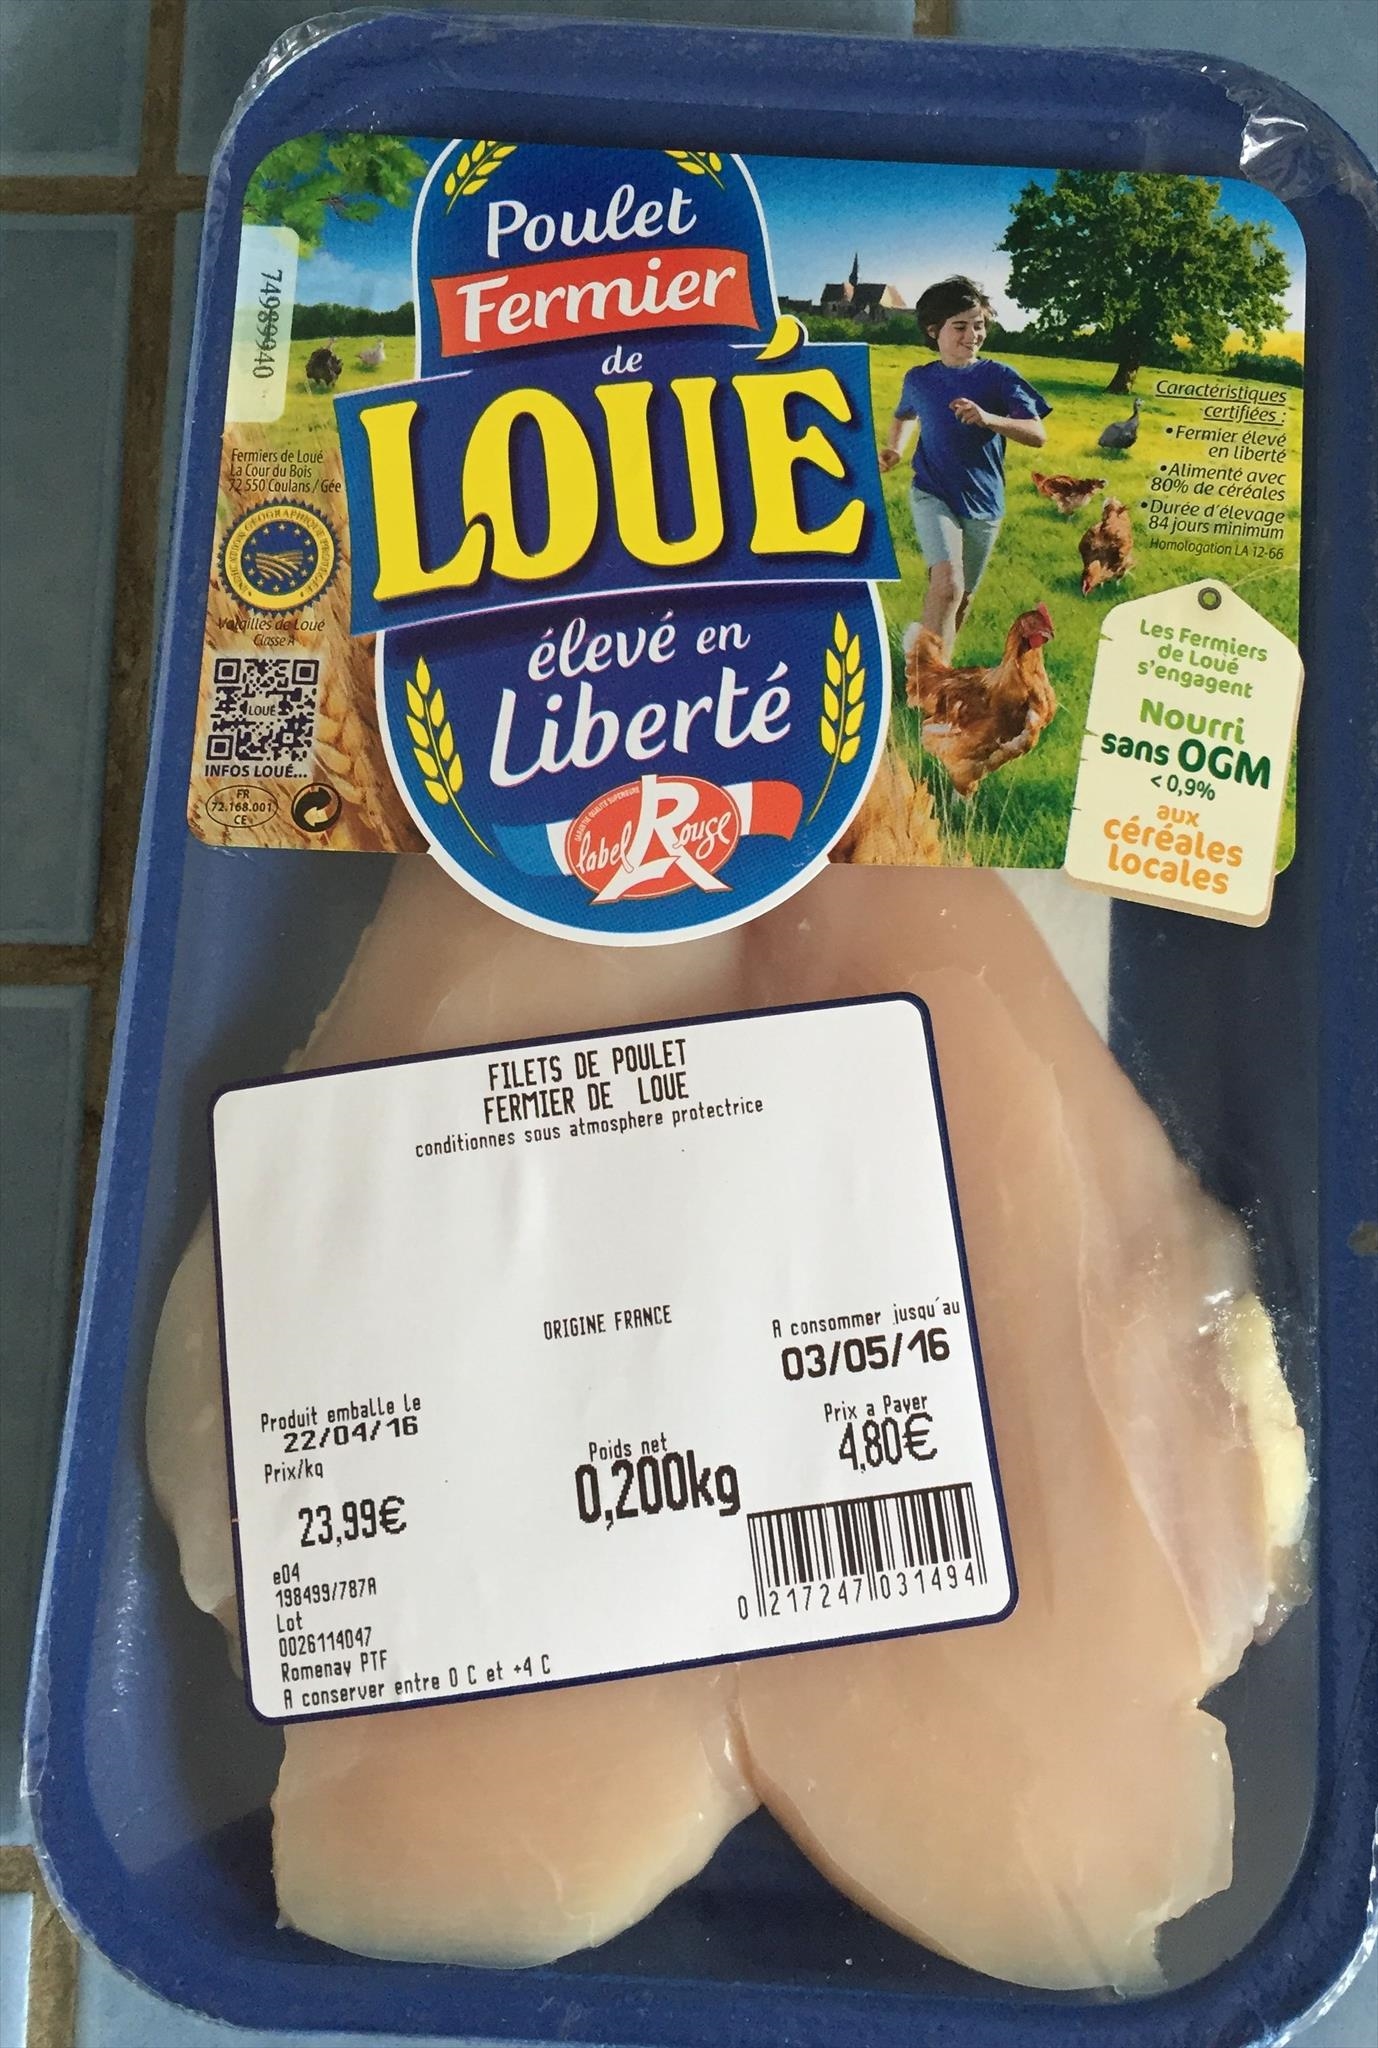 Poulet
Fermier
de
LOUÉ
élevé en
Liberté
label Rouge
74989940
Fermiers de Loué
La Cour du Bois
72 550 Coulans / Gée
INDICATION GÉOGRAPHIQUE PROTÉGÉE
Volailles de Loué
Classe A
LOUÉ
INFOS LOUÉ...
FR
72.168.001
CE
Caractéristiques
certifiées :
• Fermier élevé
en liberté
• Alimenté avec
80% de céréales
• Durée d'élevage
84 jours minimum
Homologation LA 12-66
Les Fermiers
de Loué
s'engagent
Nourri
sans OGM
< 0,9%
aux
céréales
locales
FILETS DE POULET
FERMIER DE LOUE
conditionnes sous atmosphere protectrice
ORIGINE FRANCE
A consommer jusqu'au
03/05/16
Produit emballe le
22/04/16
Prix/kg
23,99€
Poids net
0,200kg
Prix a Payer
4,80€
e04
198499/787A
Lot
0026114047
Romenay PTF
A conserver entre 0 C et +4 C
0 217247 031494